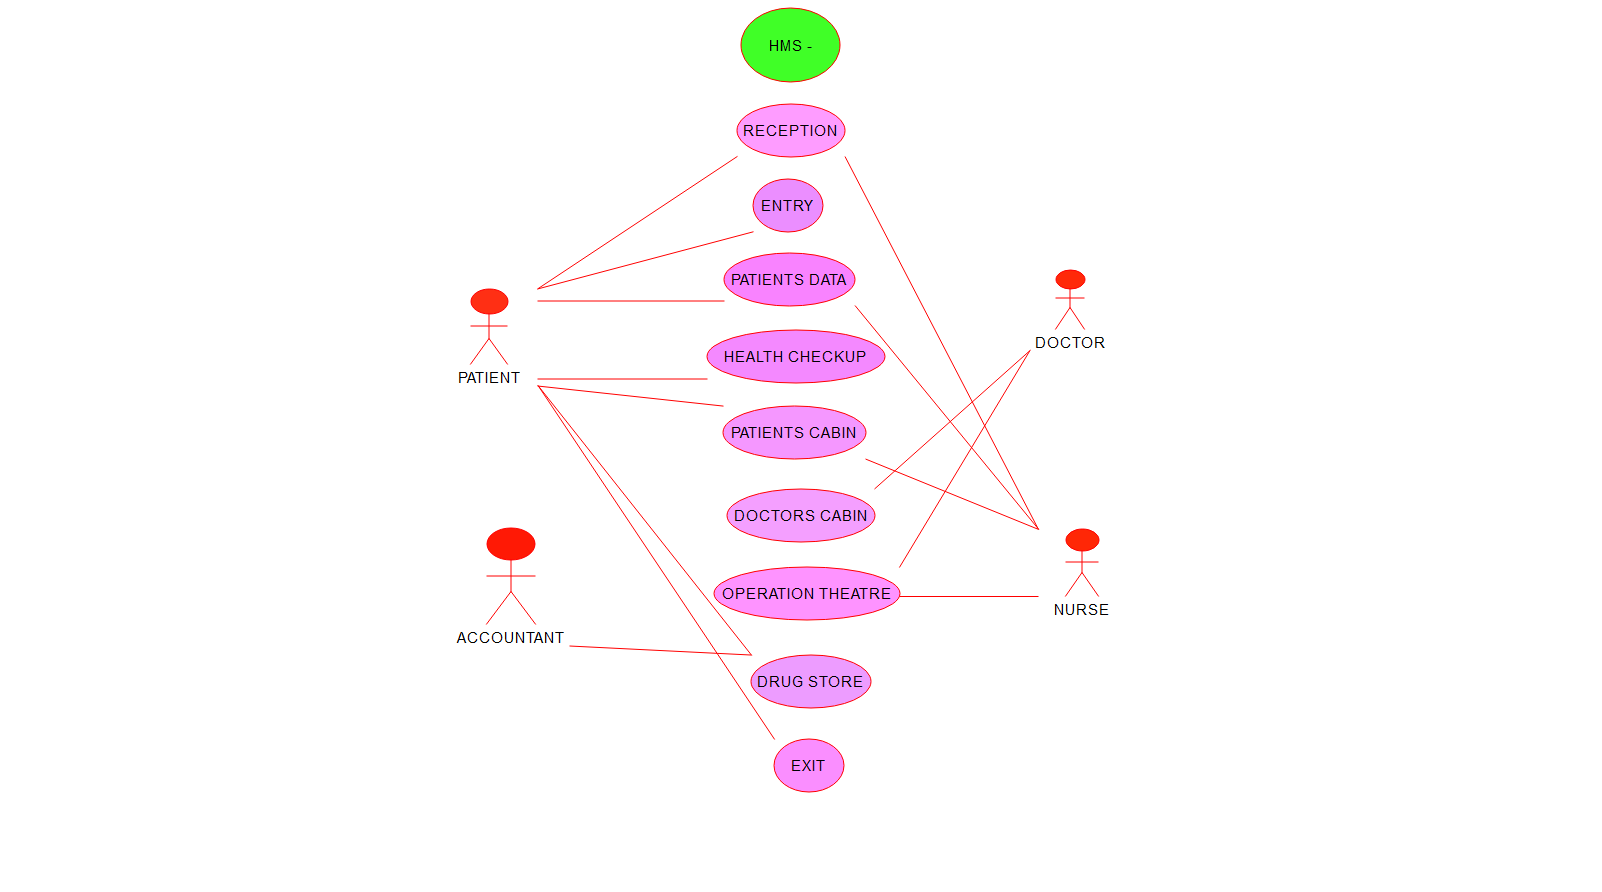 HMS -
RECEPTION
ENTRY
PATIENTS DATA
DOCTOR
HEALTH CHECKUP
PATIENT
PATIENTS CABIN
DOCTORS CABIN
OPERATION THEATRE
NURSE
ACCOUNTANT
DRUG STORE
EXIT